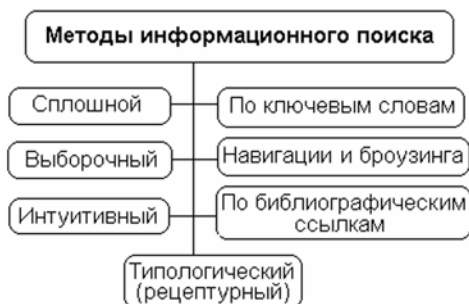 Методы информационного поиска
Сплошной
По ключевым словам
Выборочный
Навигации и броузинга
Интуитивный
По библиографическим
ссылкам
Типологический
(рецептурный)